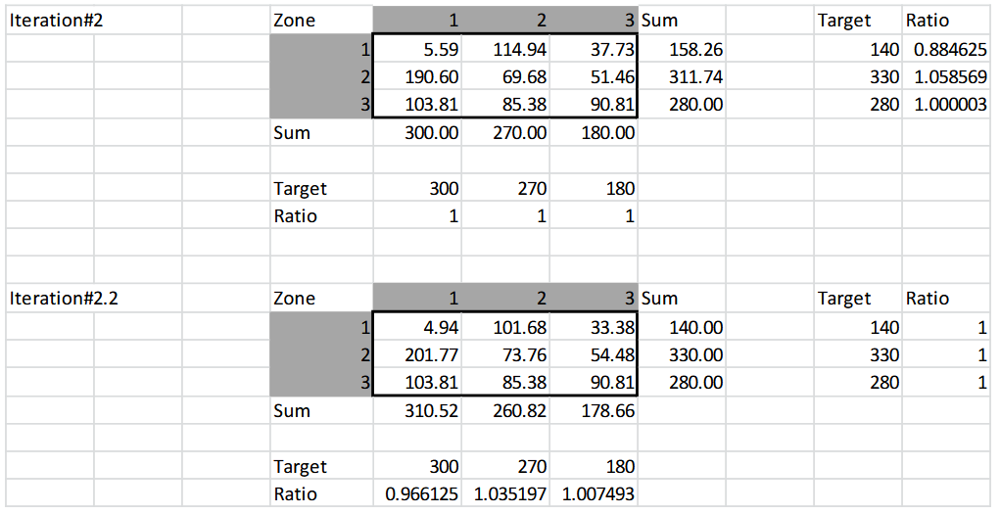 Iteration#2 Zone 1 2 3 Sum Target Ratio
1 5.59 114.94 37.73 158.26 140 0.884625
2 190.60 69.68 51.46 311.74 330 1.058569
3 103.81 85.38 90.81 280.00 280 1.000003
Sum 300.00 270.00 180.00
Target 300 270 180
Ratio 1 1 1
Iteration#2.2 Zone 1 2 3 Sum Target Ratio
1 4.94 101.68 33.38 140.00 140 1
2 201.77 73.76 54.48 330.00 330 1
3 103.81 85.38 90.81 280.00 280 1
Sum 310.52 260.82 178.66
Target 300 270 180
Ratio 0.966125 1.035197 1.007493